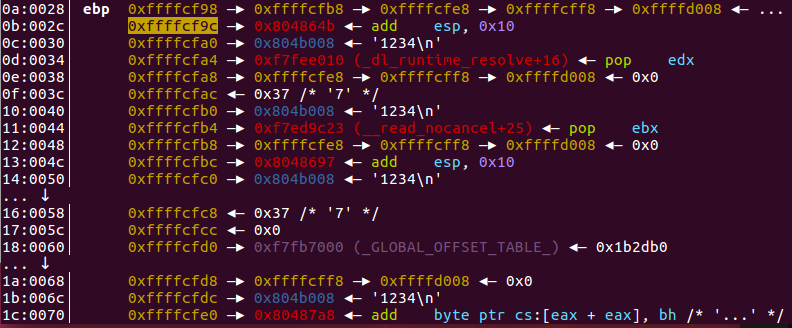 0a:0028│ ebp 0xffffcf98 —▸ 0xffffcfb8 —▸ 0xffffcfe8 —▸ 0xffffcff8 —▸ 0xffffd008 ◂— ...
0b:002c│ 0xffffcf9c —▸ 0x804864b ◂— add esp, 0x10
0c:0030│ 0xffffcfa0 —▸ 0x804b008 ◂— '1234\n'
0d:0034│ 0xffffcfa4 —▸ 0xf7fee010 (_dl_runtime_resolve+16) ◂— pop edx
0e:0038│ 0xffffcfa8 —▸ 0xffffcfe8 —▸ 0xffffcff8 —▸ 0xffffd008 ◂— 0x0
0f:003c│ 0xffffcfac ◂— 0x37 /* '7' */
10:0040│ 0xffffcfb0 —▸ 0x804b008 ◂— '1234\n'
11:0044│ 0xffffcfb4 —▸ 0xf7ed9c23 (__read_nocancel+25) ◂— pop ebx
12:0048│ 0xffffcfb8 —▸ 0xffffcfe8 —▸ 0xffffcff8 —▸ 0xffffd008 ◂— 0x0
13:004c│ 0xffffcfbc —▸ 0x8048697 ◂— add esp, 0x10
14:0050│ 0xffffcfc0 —▸ 0x804b008 ◂— '1234\n'
... ↓
16:0058│ 0xffffcfc8 ◂— 0x37 /* '7' */
17:005c│ 0xffffcfcc ◂— 0x0
18:0060│ 0xffffcfd0 —▸ 0xf7fb7000 (_GLOBAL_OFFSET_TABLE_) ◂— 0x1b2db0
... ↓
1a:0068│ 0xffffcfd8 —▸ 0xffffcff8 —▸ 0xffffd008 ◂— 0x0
1b:006c│ 0xffffcfdc —▸ 0x804b008 ◂— '1234\n'
1c:0070│ 0xffffcfe0 —▸ 0x80487a8 ◂— add byte ptr cs:[eax + eax], bh /* '...' */